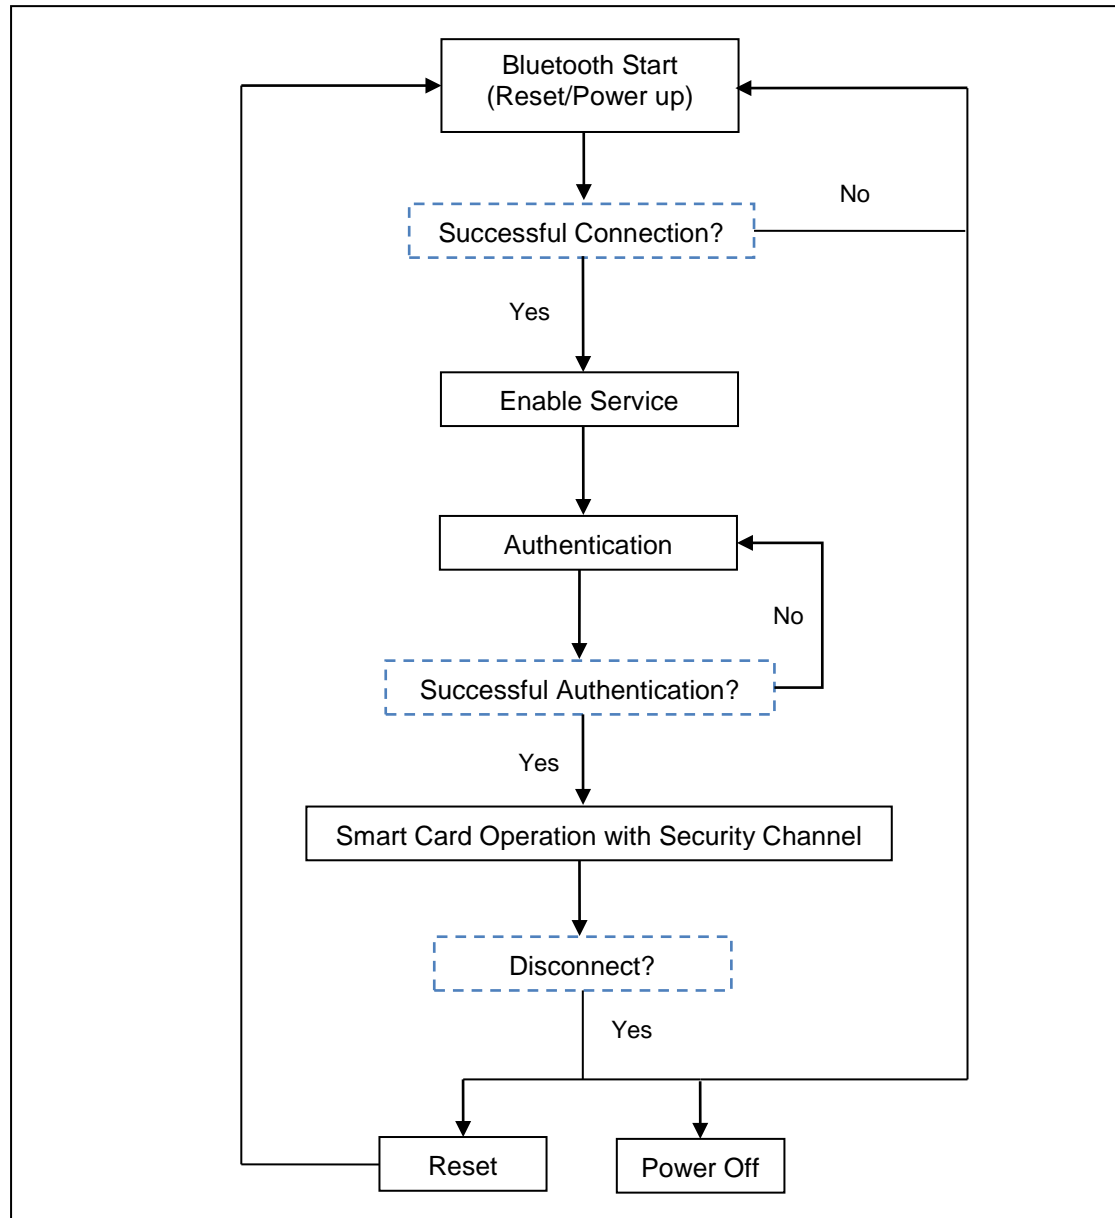 Bluetooth Start
(Reset/Power up)
No
Successful Connection?
Yes
Enable Service
Authentication
No
Successful Authentication?
Yes
Smart Card Operation with Security Channel
Disconnect?
Yes
Reset
Power Off